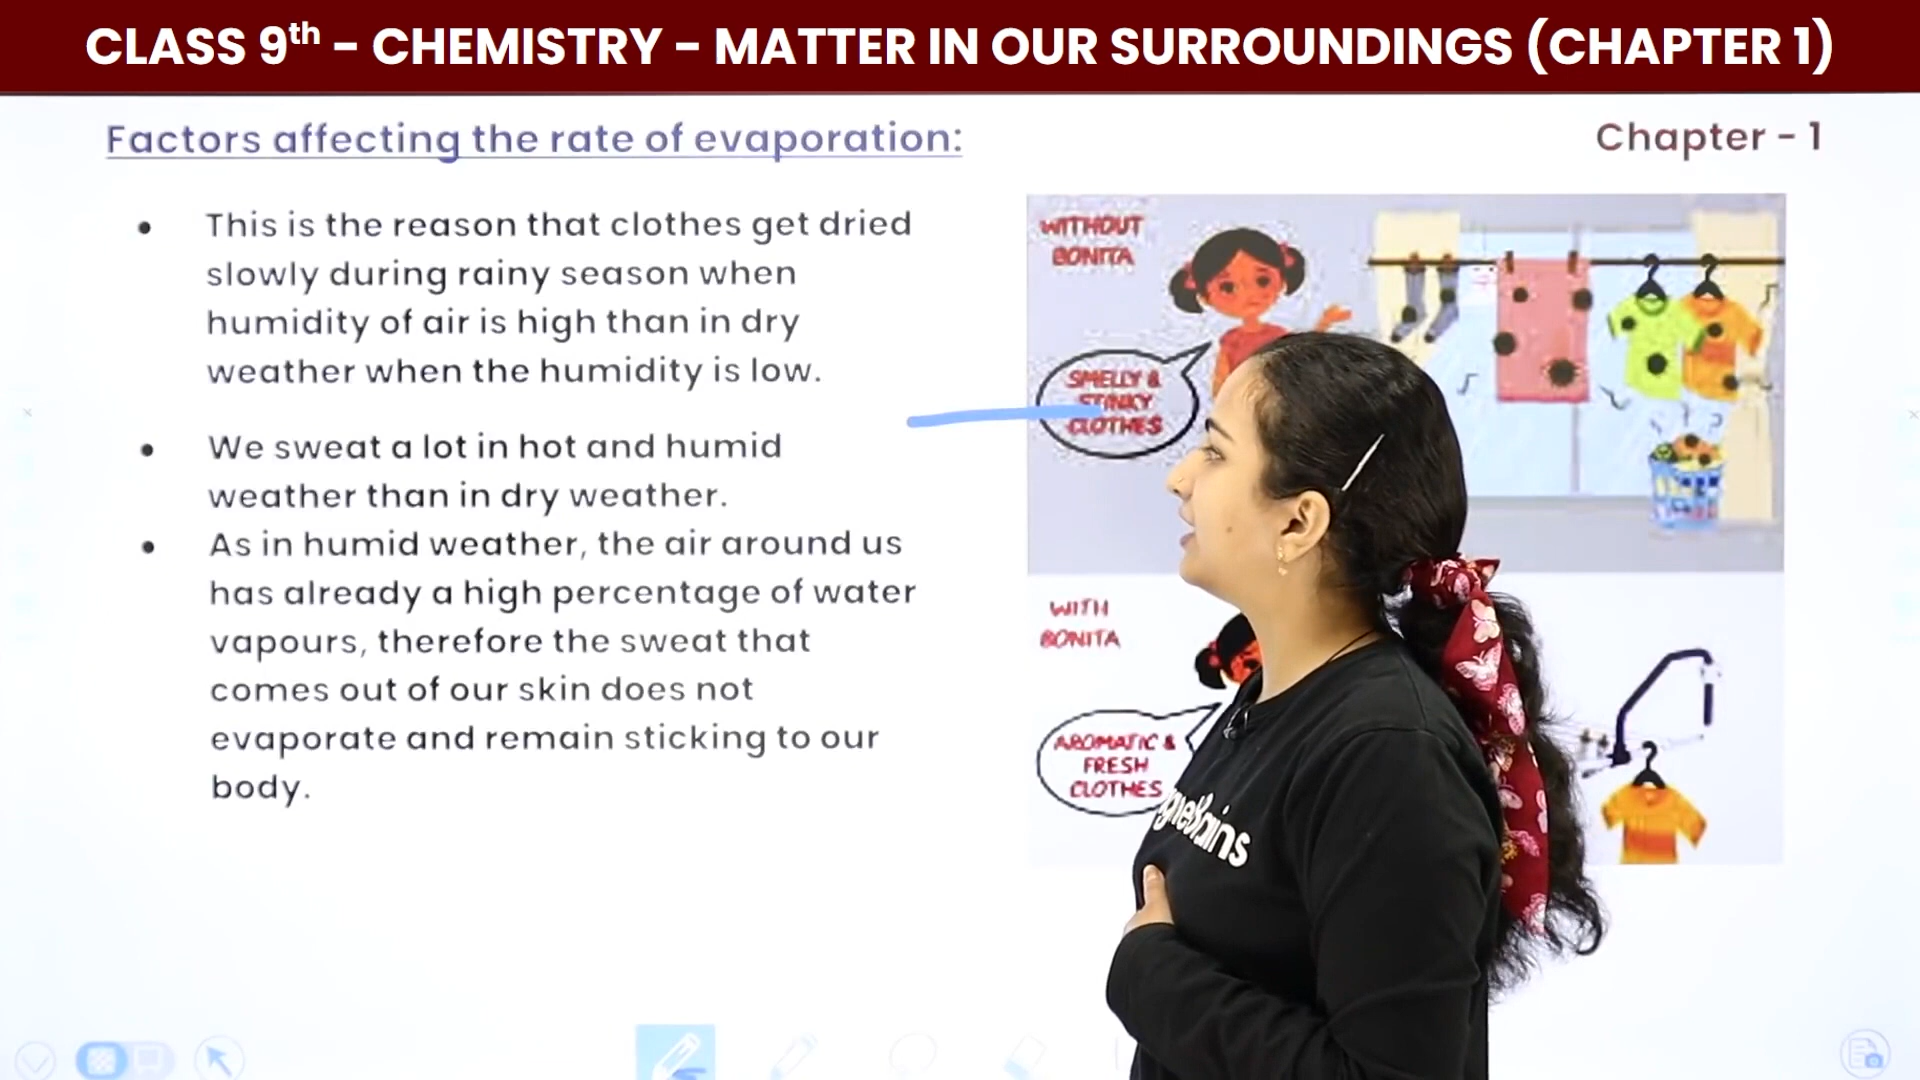 CLASS 9th – CHEMISTRY – MATTER IN OUR SURROUNDINGS (CHAPTER 1)
Factors affecting the rate of evaporation:
Chapter - 1
• This is the reason that clothes get dried
slowly during rainy season when
humidity of air is high than in dry
weather when the humidity is low.
• We sweat a lot in hot and humid
weather than in dry weather.
• As in humid weather, the air around us
has already a high percentage of water
vapours, therefore the sweat that
comes out of our skin does not
evaporate and remain sticking to our
body.
WITHOUT
BONITA
SMELLY &
STINKY
CLOTHES
WITH
BONITA
AROMATIC &
FRESH
CLOTHES